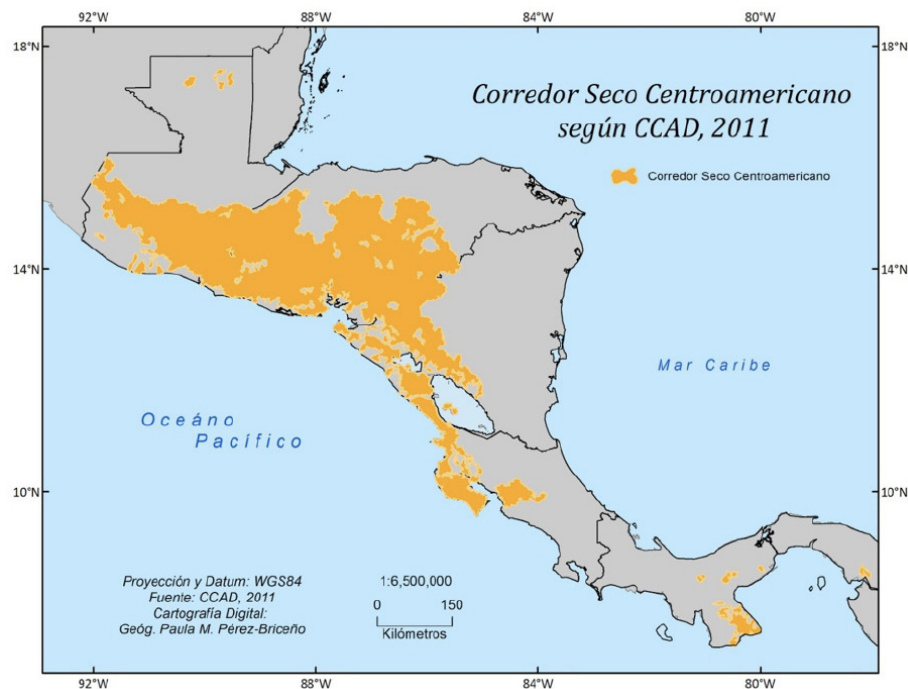 92°W 88°W 84°W 80°W
18°N 18°N
Corredor Seco Centroamericano
según CCAD, 2011
Corredor Seco Centroamericano
14°N 14°N
Mar Caribe
Oceáno
Pacífico
10°N 10°N
Proyección y Datum: WGS84
Fuente: CCAD, 2011
Cartografía Digital:
Geóg. Paula M. Pérez-Briceño
1:6,500,000
0 150
Kilómetros
92°W 88°W 84°W 80°W